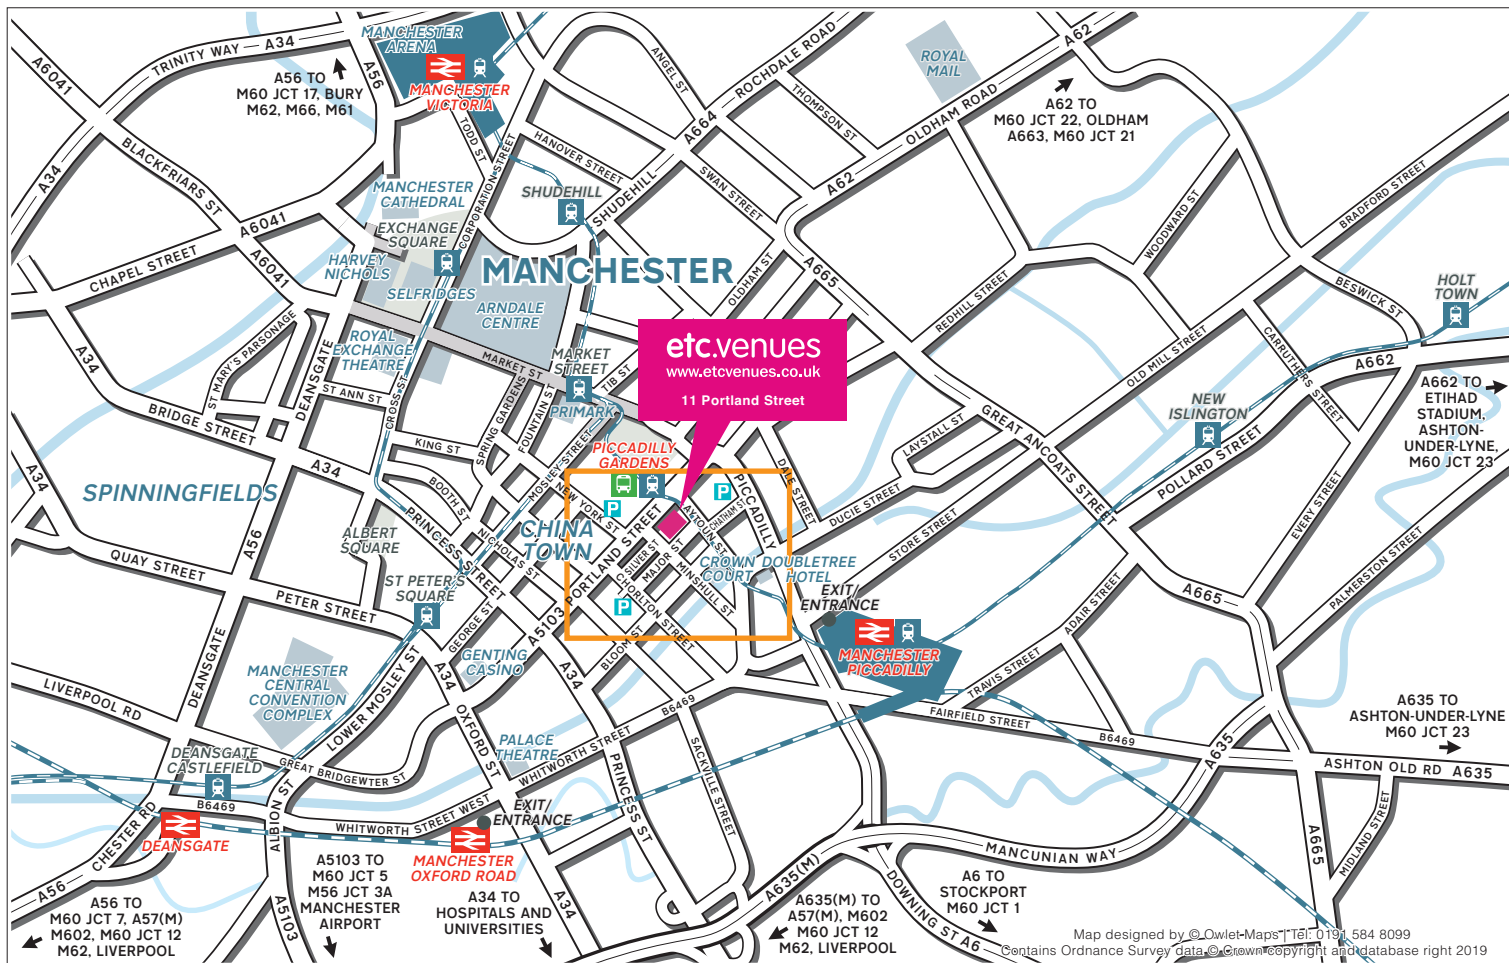 MANCHESTER
ARENA
MANCHESTER
VICTORIA
TRINITY WAY
A34
A6041
A56 TO
M60 JCT 17, BURY
M62, M66, M61
A56
TODD ST
ANGEL ST
ROCHDALE ROAD
A664
THOMPSON ST
ROYAL
MAIL
A62
OLDHAM ROAD
A62 TO
M60 JCT 22, OLDHAM
A663, M60 JCT 21
A62
HANOVER STREET
CORPORATION STREET
SHUDEHILL
SHUDEHILL
SWAN STREET
BLACKFRIARS ST
A34
A6041
A6041
CHAPEL STREET
MANCHESTER
CATHEDRAL
EXCHANGE
SQUARE
HARVEY
NICHOLS
SELFRIDGES
MANCHESTER
ARNDALE
CENTRE
OLDHAM ST
A665
REDHILL STREET
WOODWARD ST
BRADFORD STREET
BESWICK ST
HOLT
TOWN
A662
A662 TO
ETIHAD
STADIUM,
ASHTON-
UNDER-LYNE,
M60 JCT 23
CARRUTHERS STREET
OLD MILL STREET
NEW
ISLINGTON
POLLARD STREET
GREAT ANCOATS STREET
LAYSTALL ST
EVERY STREET
PALMERSTON STREET
ROYAL
EXCHANGE
THEATRE
MARKET ST
MARKET
STREET
PRIMARK
TIB ST
etc.venues
www.etcvenues.co.uk
11 Portland Street
A34
ST MARY'S PARSONAGE
DEANSGATE
ST ANN ST
CROSS ST
BRIDGE STREET
A34
KING ST
SPRING GARDENS
FOUNTAIN ST
MOSLEY STREET
PICCADILLY
GARDENS
P
P
P
DALE STREET
PICCADILLY
DUCIE STREET
STORE STREET
A34
SPINNINGFIELDS
BOOTH ST
NEW YORK ST
CHINA
TOWN
PORTLAND STREET
AYTOUN ST
CHATHAM ST
SILVER ST
MAJOR ST
MINSHULL ST
CHORLTON STREET
BLOOM ST
NICHOLAS ST
PRINCESS STREET
ALBERT
SQUARE
A56
QUAY STREET
PETER STREET
ST PETER'S
SQUARE
GEORGE ST
A5103
CROWN
COURT
DOUBLETREE
HOTEL
EXIT/
ENTRANCE
MANCHESTER
PICCADILLY
ADAIR STREET
A665
TRAVIS STREET
FAIRFIELD STREET
B6469
A635
A635 TO
ASHTON-UNDER-LYNE
M60 JCT 23
ASHTON OLD RD A635
GENTING
CASINO
A34
A34
B6469
DEANSGATE
LIVERPOOL RD
MANCHESTER
CENTRAL
CONVENTION
COMPLEX
LOWER MOSLEY ST
OXFORD ST
PALACE
THEATRE
WHITWORTH STREET
PRINCESS ST
SACKVILLE STREET
DEANSGATE
CASTLEFIELD
GREAT BRIDGEWTER ST
B6469
ALBION ST
WHITWORTH STREET WEST
EXIT/
ENTRANCE
CHESTER RD
A56
DEANSGATE
MANCHESTER
OXFORD ROAD
A56 TO
M60 JCT 7, A57(M)
M602, M60 JCT 12
M62, LIVERPOOL
A5103
A5103 TO
M60 JCT 5
M56 JCT 3A
MANCHESTER
AIRPORT
A34 TO
HOSPITALS AND
UNIVERSITIES
A34
A635(M)
A635(M) TO
A57(M), M602
M60 JCT 12
M62, LIVERPOOL
MANCUNIAN WAY
DOWNING ST A6
A6 TO
STOCKPORT
M60 JCT 1
A665
MIDLAND STREET
Map designed by © Owlet-Maps | Tel: 0191 584 8099
Contains Ordnance Survey data © Crown copyright and database right 2019